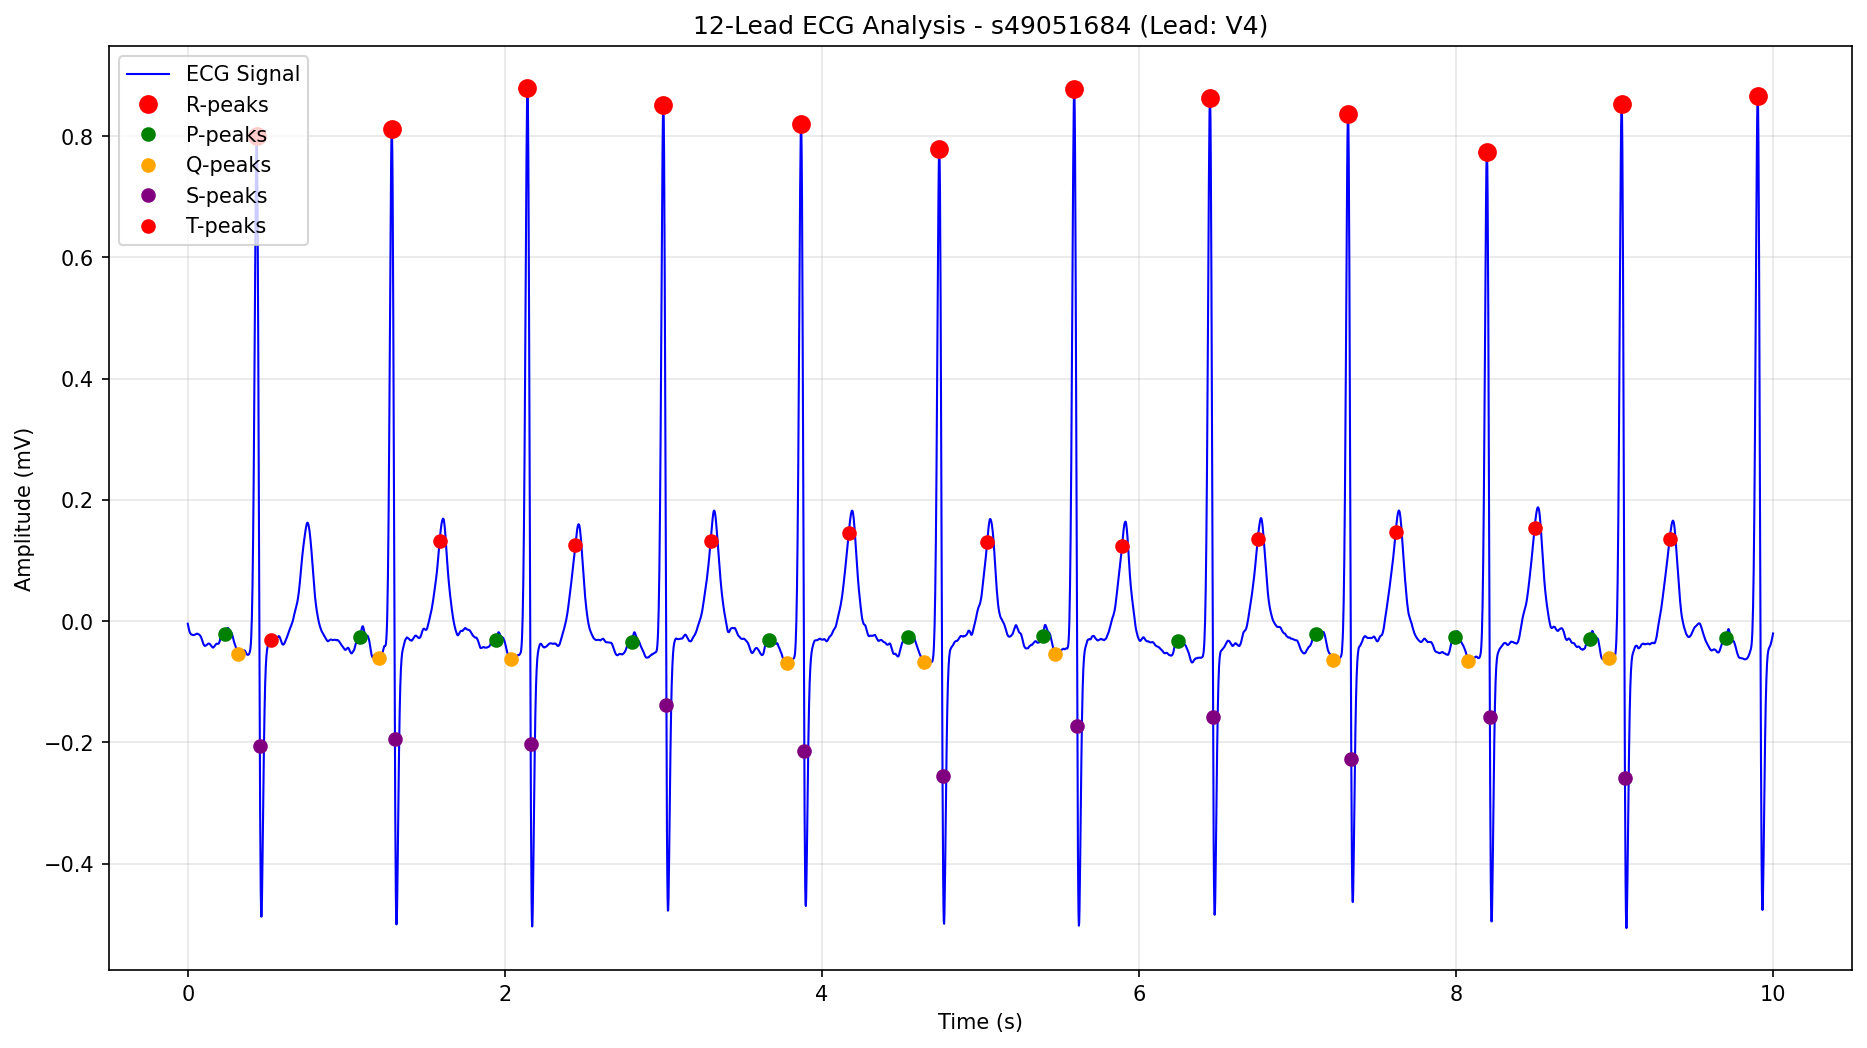 12-Lead ECG Analysis - s49051684 (Lead: V4)
ECG Signal
R-peaks
P-peaks
Q-peaks
S-peaks
T-peaks
Amplitude (mV)
0.8
0.6
0.4
0.2
0.0
−0.2
−0.4
0 2 4 6 8 10
Time (s)